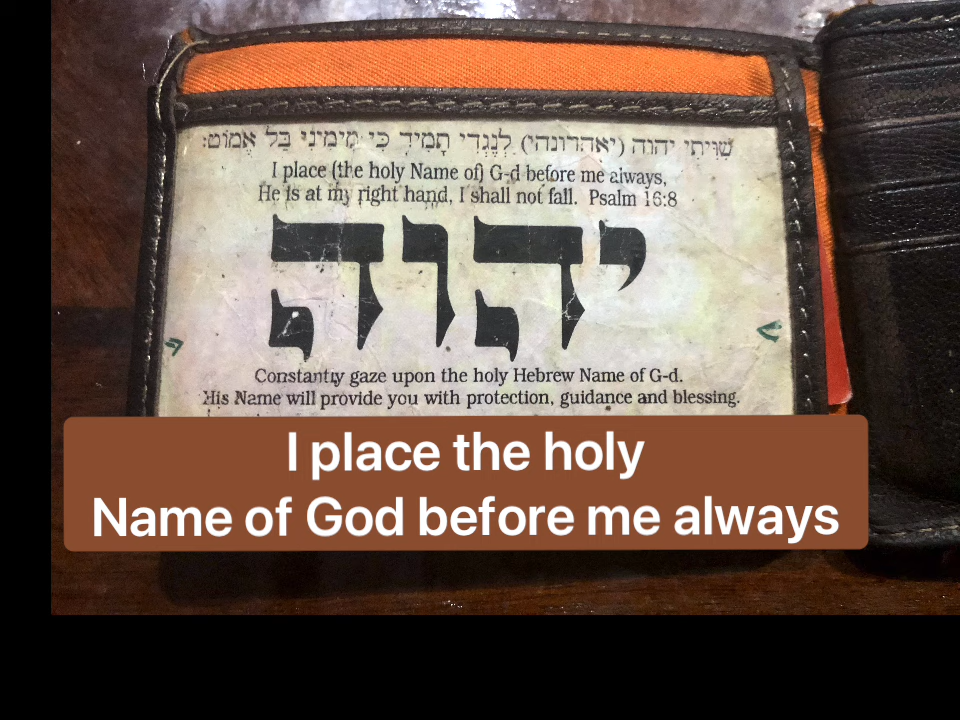 שִׁוִּיתִי יהוה (יאהדונהי) לְנֶגְדִּי תָמִיד כִּי מִימִינִי בַּל אֶמּוֹט:
I place (the holy Name of) G-d before me always,
He is at my right hand, I shall not fall. Psalm 16:8
יהוה
Constantly gaze upon the holy Hebrew Name of G-d.
His Name will provide you with protection, guidance and blessing.
I place the holy
Name of God before me always